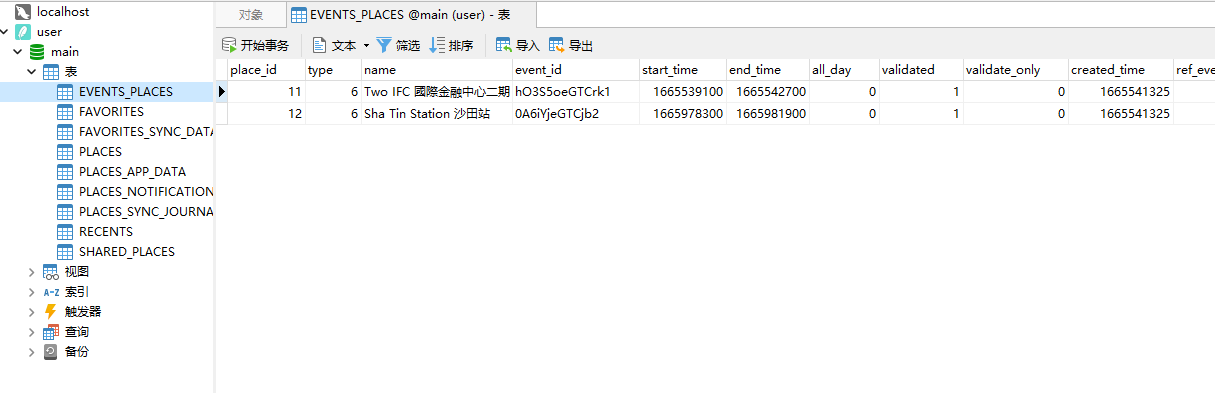 localhost
user
main
表
EVENTS_PLACES
FAVORITES
FAVORITES_SYNC_DATA
PLACES
PLACES_APP_DATA
PLACES_NOTIFICATION
PLACES_SYNC_JOURNA
RECENTS
SHARED_PLACES
视图
A-Z 索引
触发器
查询
备份
对象 EVENTS_PLACES @main (user) - 表
开始事务 文本 筛选 排序 导入 导出
place_id type name event_id start_time end_time all_day validated validate_only created_time ref_eve
11 6 Two IFC 國際金融中心二期 hO3S5oeGTCrk1 1665539100 1665542700 0 1 0 1665541325
12 6 Sha Tin Station 沙田站 0A6iYjeGTCjb2 1665978300 1665981900 0 1 0 1665541325